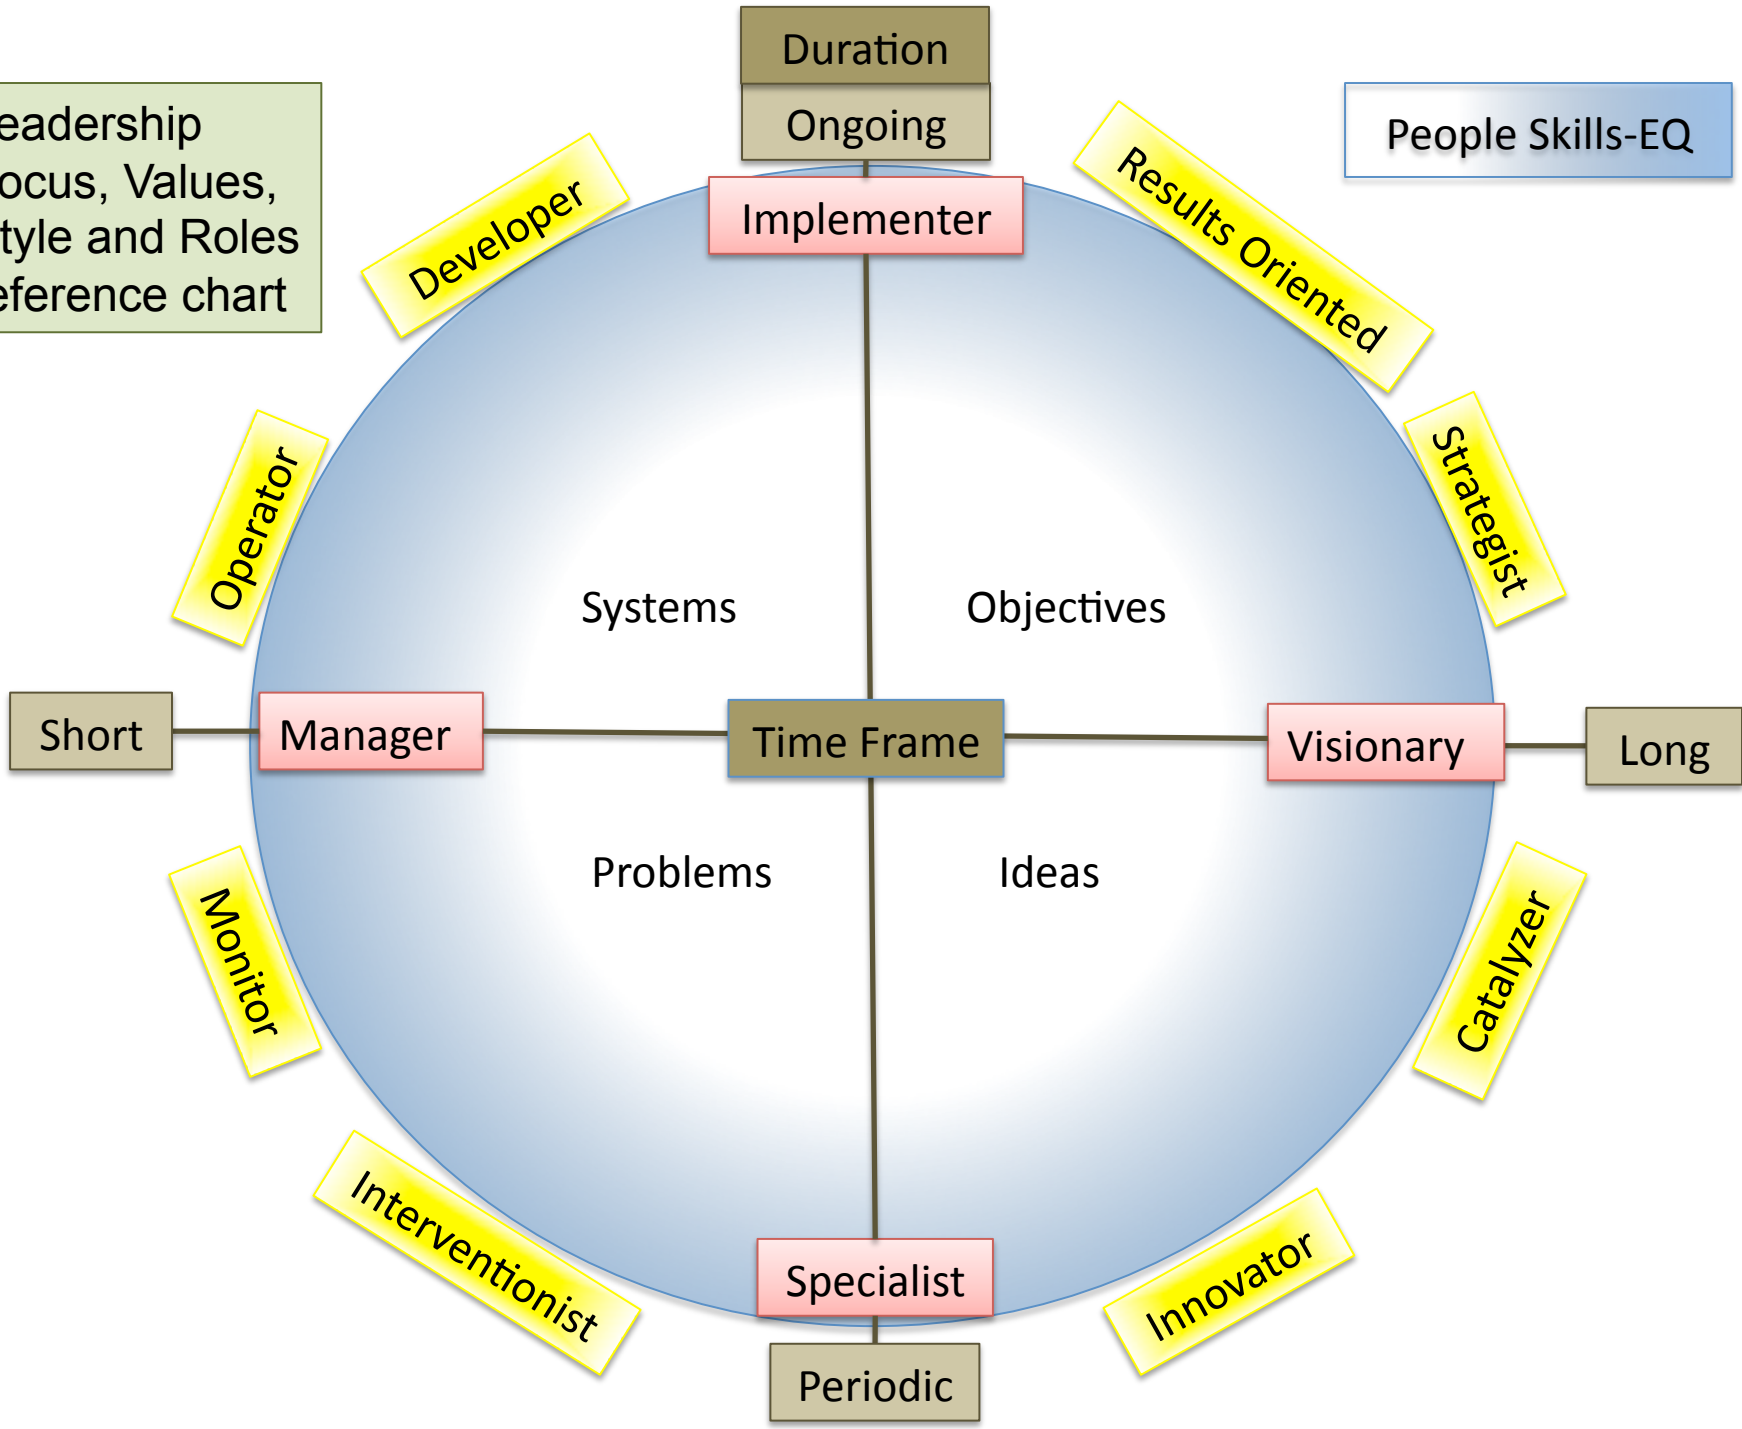 Duration
Ongoing
eadership
ocus, Values,
tyle and Roles
eference chart
People Skills-EQ
Developer
Implementer
Results Oriented
Operator
Strategist
Systems
Objectives
Short
Manager
Time Frame
Visionary
Long
Problems
Ideas
Monitor
Catalyzer
Interventionist
Specialist
Innovator
Periodic